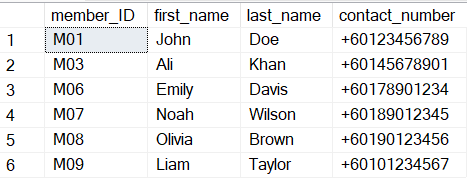 member_ID first_name last_name contact_number
1 M01 John Doe +60123456789
2 M03 Ali Khan +60145678901
3 M06 Emily Davis +60178901234
4 M07 Noah Wilson +60189012345
5 M08 Olivia Brown +60190123456
6 M09 Liam Taylor +60101234567